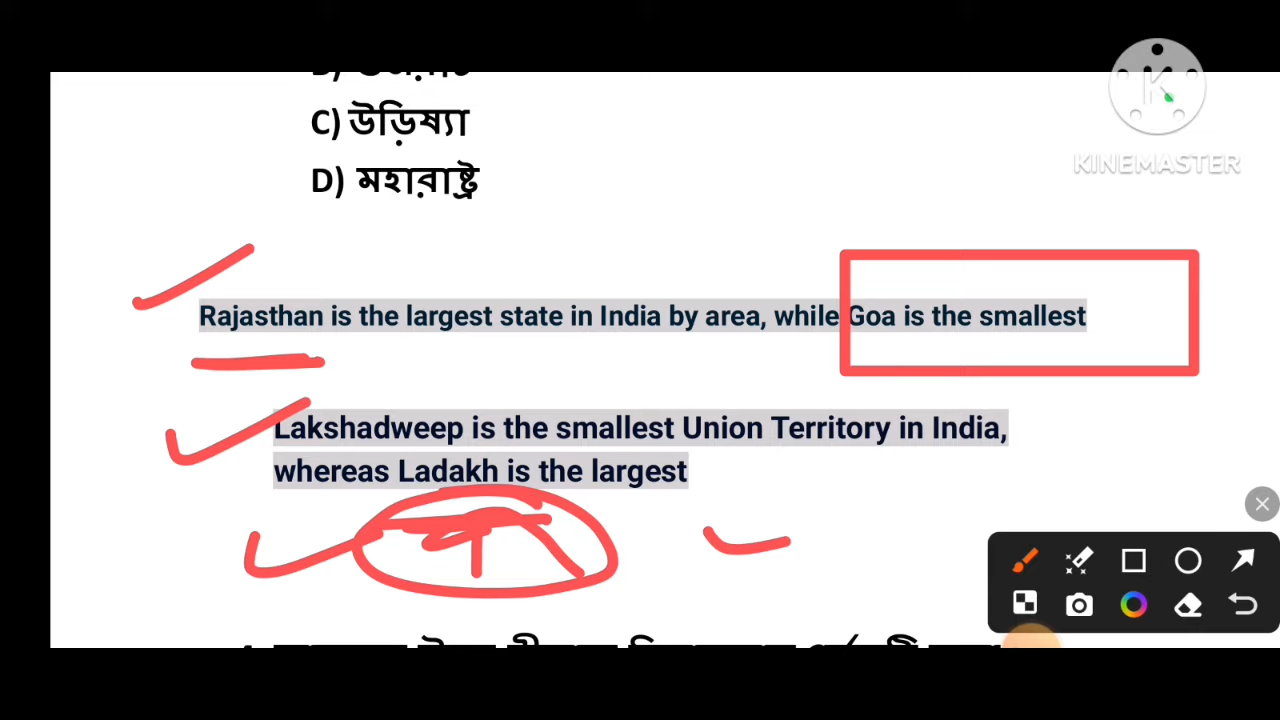 C) উড়িষ্যা
D) মহারাষ্ট্র
KINEMASTER
Rajasthan is the largest state in India by area, while Goa is the smallest
Lakshadweep is the smallest Union Territory in India,
whereas Ladakh is the largest